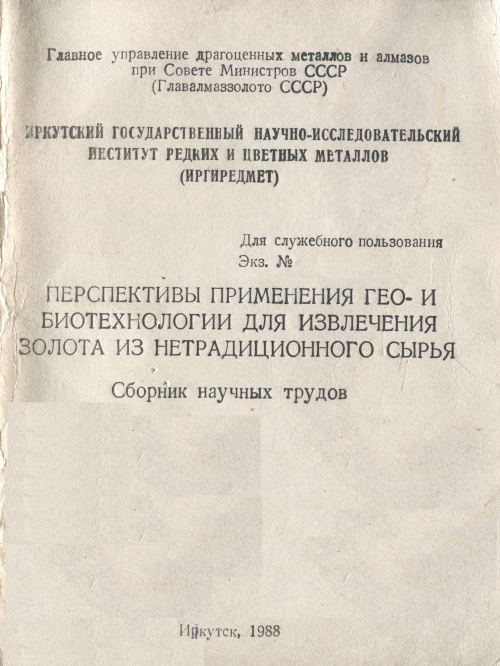 Главное управление драгоценных металлов и алмазов
при Совете Министров СССР
(Главалмаззолото СССР)
ИРКУТСКИЙ ГОСУДАРСТВЕННЫЙ НАУЧНО-ИССЛЕДОВАТЕЛЬСКИЙ
ИНСТИТУТ РЕДКИХ И ЦВЕТНЫХ МЕТАЛЛОВ
(ИРГИРЕДМЕТ)
Для служебного пользования
Экз. №
ПЕРСПЕКТИВЫ ПРИМЕНЕНИЯ ГЕО- И
БИОТЕХНОЛОГИИ ДЛЯ ИЗВЛЕЧЕНИЯ
ЗОЛОТА ИЗ НЕТРАДИЦИОННОГО СЫРЬЯ
Сборник научных трудов
Иркутск, 1988